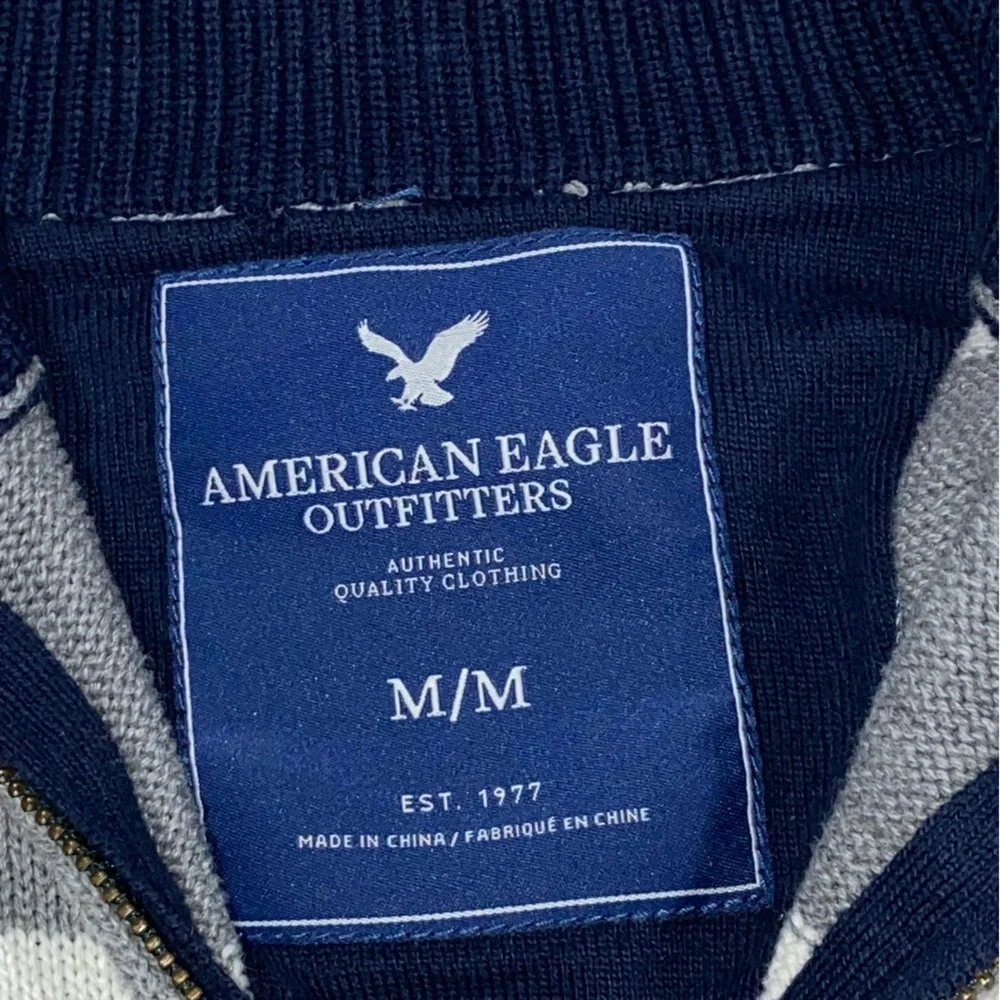 AMERICAN EAGLE
OUTFITTERS
AUTHENTIC
QUALITY CLOTHING
M/M
EST. 1977
MADE IN CHINA / FABRIQUÉ EN CHINE